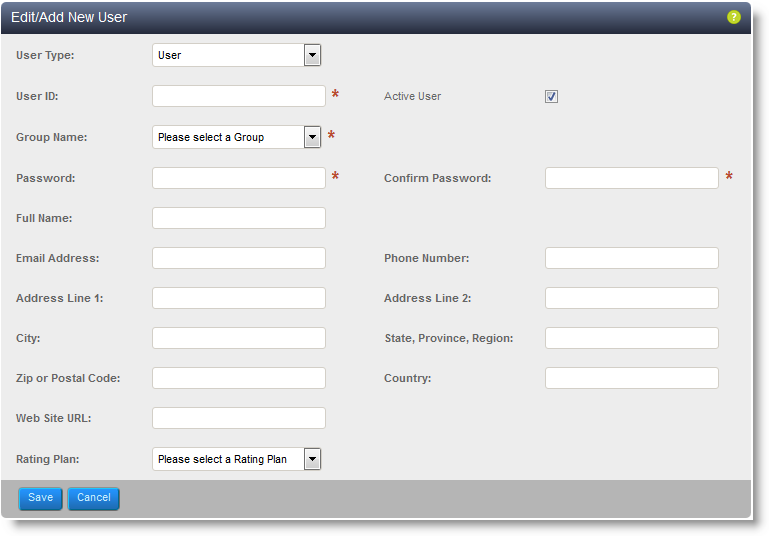 Edit/Add New User ?
User Type: User
User ID: * Active User
Group Name: Please select a Group *
Password: * Confirm Password: *
Full Name:
Email Address: Phone Number:
Address Line 1: Address Line 2:
City: State, Province, Region:
Zip or Postal Code: Country:
Web Site URL:
Rating Plan: Please select a Rating Plan
Save Cancel